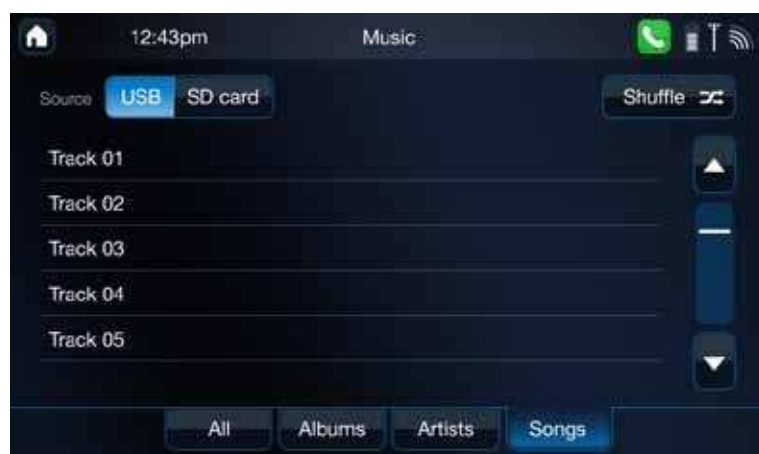 12:43pm Music
Source USB SD card Shuffle
Track 01
Track 02
Track 03
Track 04
Track 05
All Albums Artists Songs